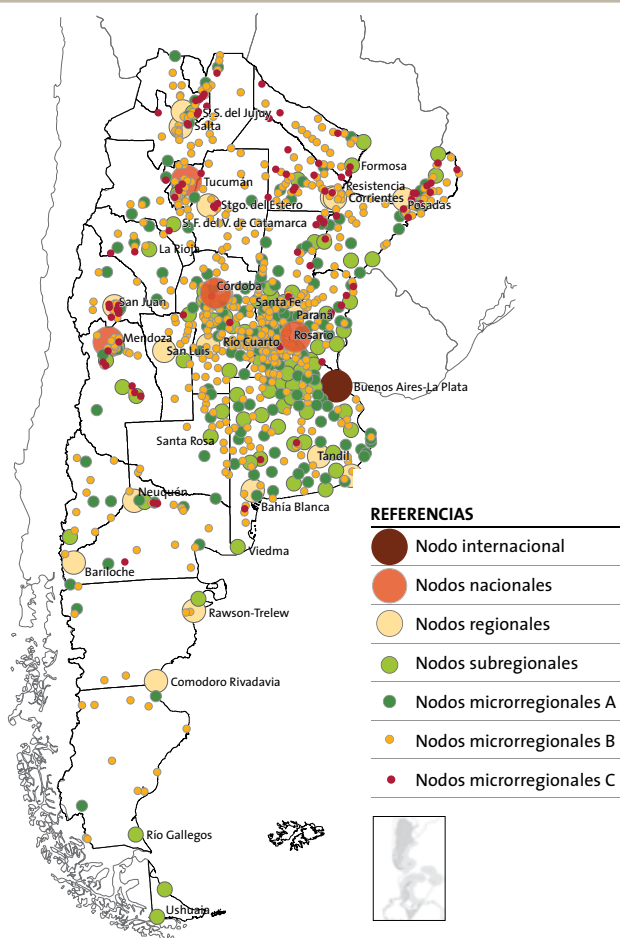 S. S. del Jujoy
Salta
Formosa
Tucumán
Resistencia
Stgo. del Estero
Corrientes
Posadas
S. F. del V. de Catamarca
La Rioja
Córdoba
San Juan
Santa Fe
Paraná
Mendoza
Río Cuarto
Rosario
San Luis
Buenos Aires-La Plata
Santa Rosa
Tandil
Neuquén
Bahía Blanca
Viedma
Bariloche
Rawson-Trelew
Comodoro Rivadavia
Río Gallegos
Ushuaia
REFERENCIAS
Nodo internacional
Nodos nacionales
Nodos regionales
Nodos subregionales
Nodos microrregionales A
Nodos microrregionales B
Nodos microrregionales C